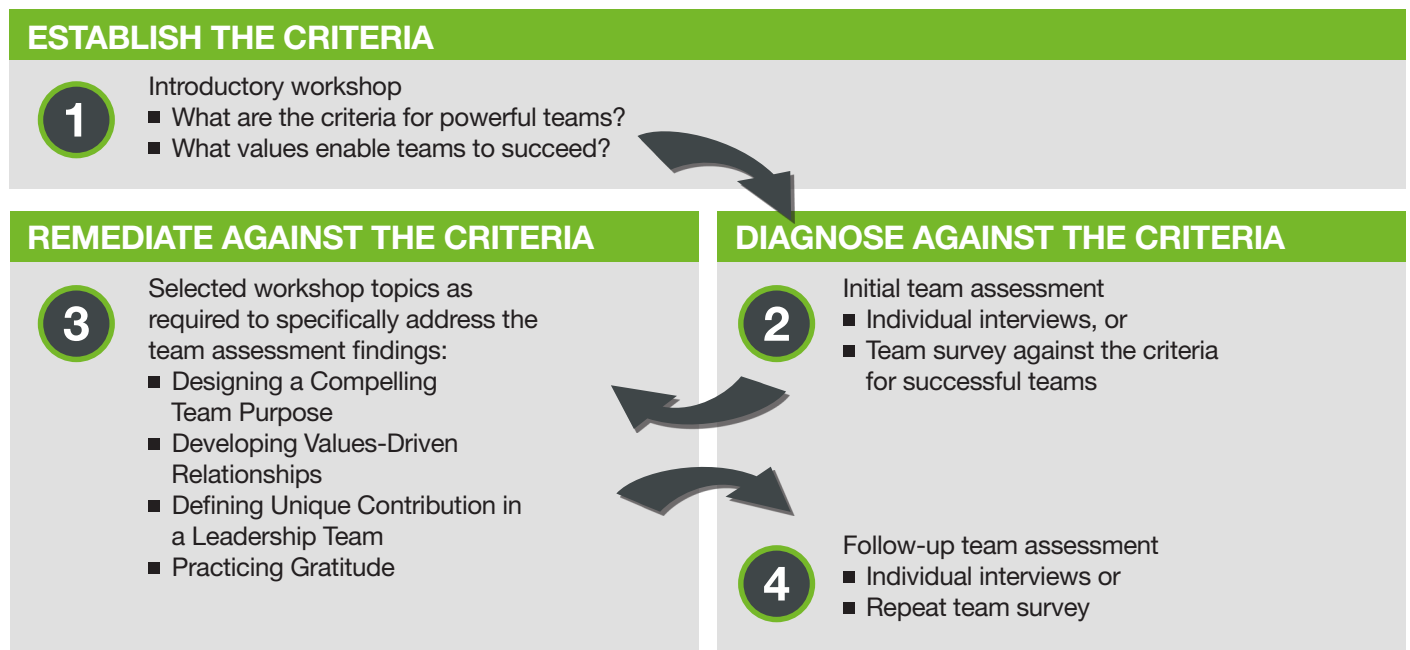 ESTABLISH THE CRITERIA
1
Introductory workshop
■ What are the criteria for powerful teams?
■ What values enable teams to succeed?
REMEDIATE AGAINST THE CRITERIA
3
Selected workshop topics as
required to specifically address the
team assessment findings:
■ Designing a Compelling
Team Purpose
■ Developing Values-Driven
Relationships
■ Defining Unique Contribution in
a Leadership Team
■ Practicing Gratitude
DIAGNOSE AGAINST THE CRITERIA
2
Initial team assessment
■ Individual interviews, or
■ Team survey against the criteria
for successful teams
4
Follow-up team assessment
■ Individual interviews or
■ Repeat team survey